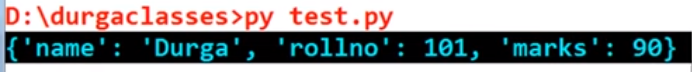 D:\durgaclasses>py test.py
{'name': 'Durga', 'rollno': 101, 'marks': 90}